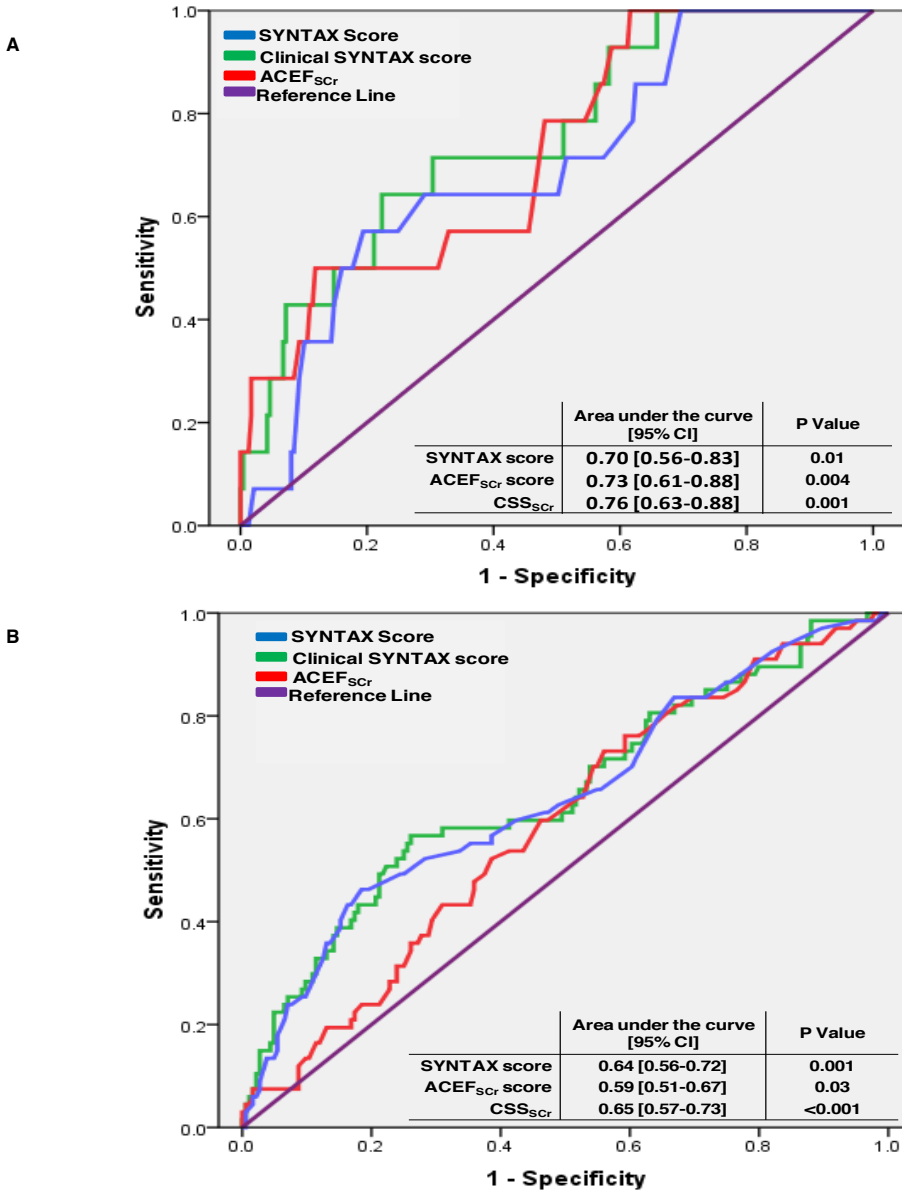 A
SYNTAX Score
Clinical SYNTAX score
ACEFSCr
Reference Line
1.0
0.8
0.6
0.4
0.2
0.0
Sensitivity
0.0 0.2 0.4 0.6 0.8 1.0
1 - Specificity
Area under the curve [95% CI] P Value
SYNTAX score 0.70 [0.56-0.83] 0.01
ACEFSCr score 0.73 [0.61-0.88] 0.004
CSSSCr 0.76 [0.63-0.88] 0.001
B
SYNTAX Score
Clinical SYNTAX score
ACEFSCr
Reference Line
1.0
0.8
0.6
0.4
0.2
0.0
Sensitivity
0.0 0.2 0.4 0.6 0.8 1.0
1 - Specificity
Area under the curve [95% CI] P Value
SYNTAX score 0.64 [0.56-0.72] 0.001
ACEFSCr score 0.59 [0.51-0.67] 0.03
CSSSCr 0.65 [0.57-0.73] <0.001